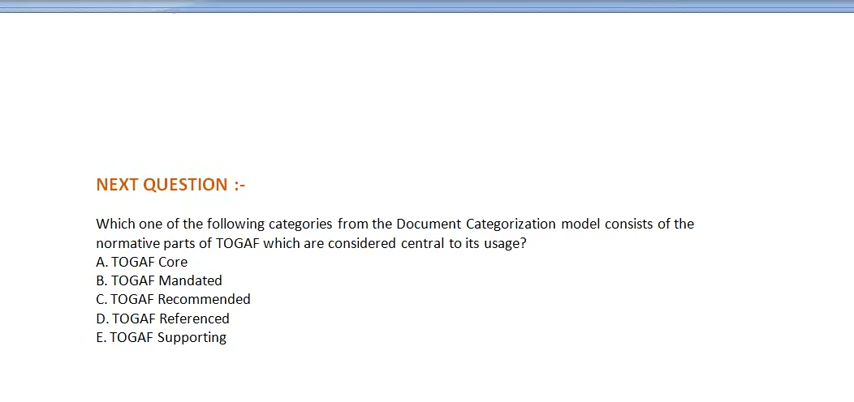 NEXT QUESTION :-
Which one of the following categories from the Document Categorization model consists of the
normative parts of TOGAF which are considered central to its usage?
A. TOGAF Core
B. TOGAF Mandated
C. TOGAF Recommended
D. TOGAF Referenced
E. TOGAF Supporting